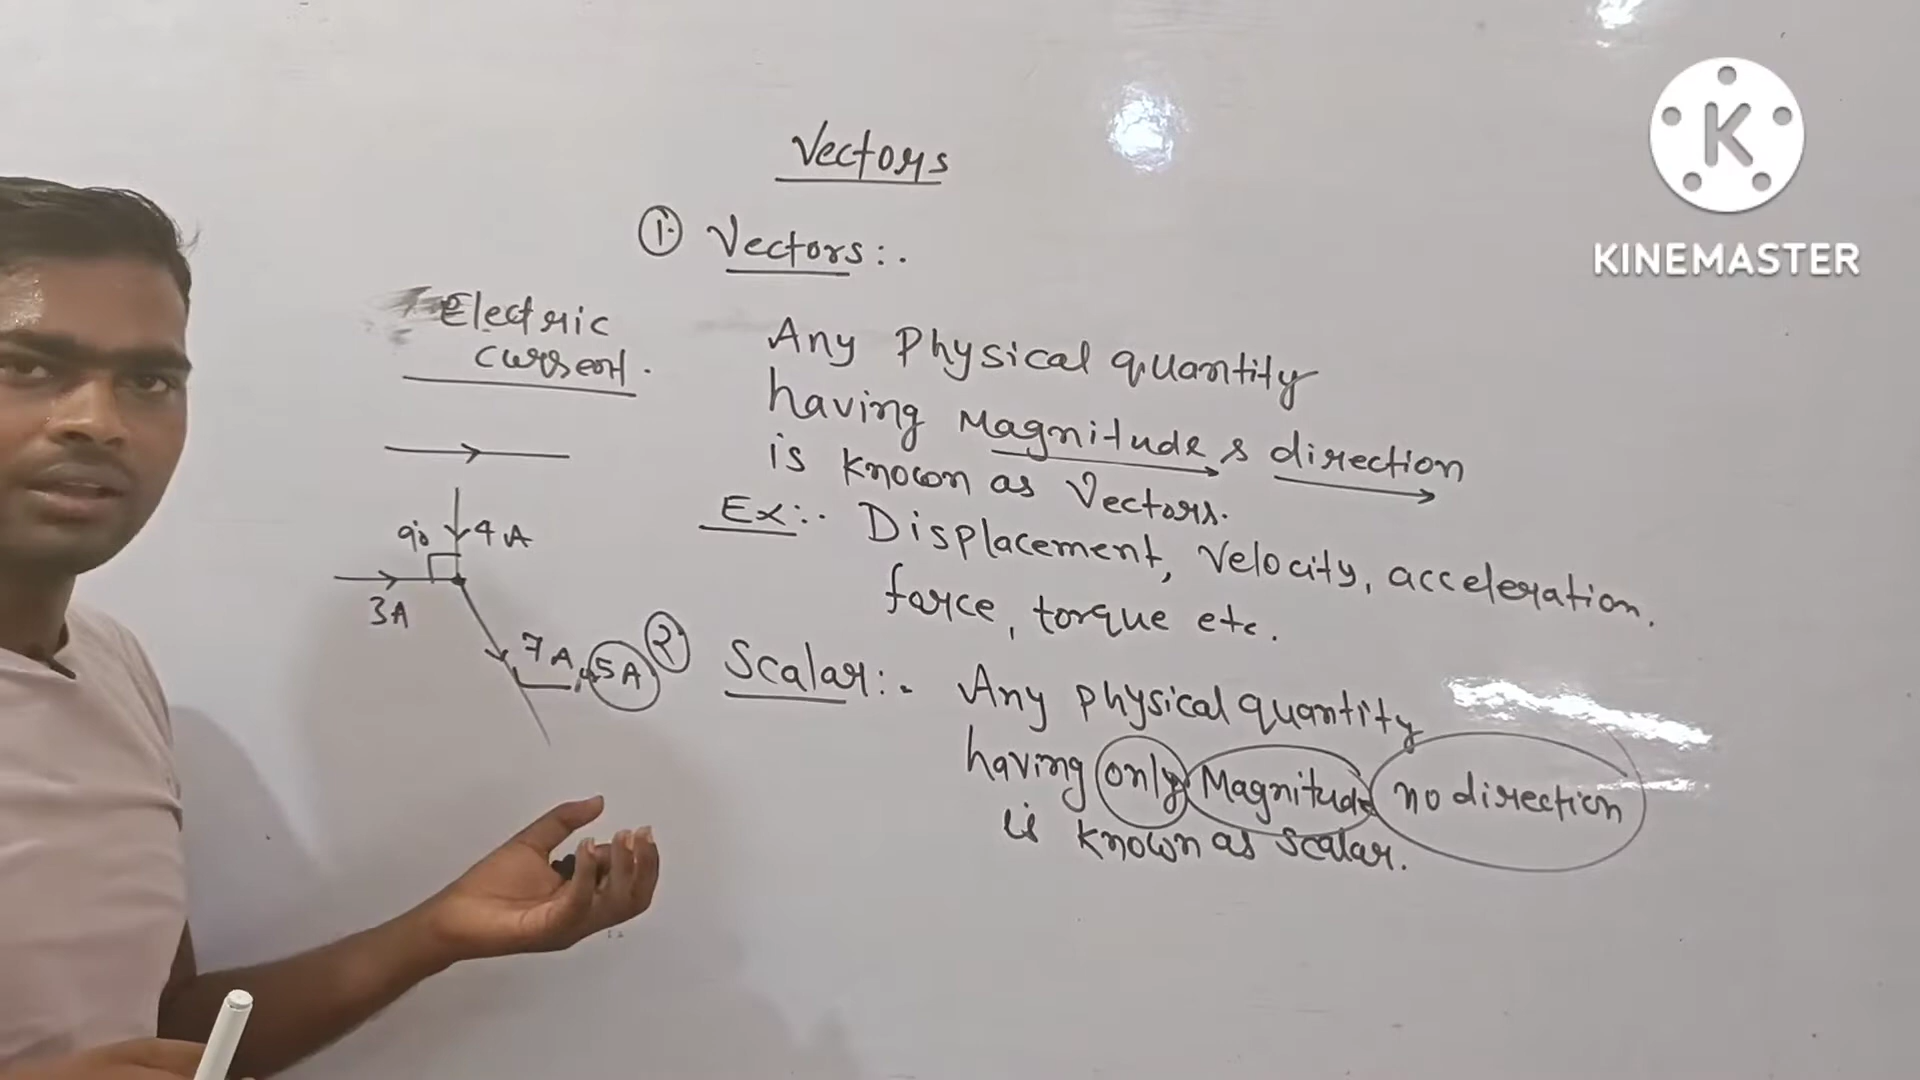 Vectors
① Vectors:.
Electric
current.
Any Physical quantity
having Magnitude & direction
is known as Vectors.
Ex:. Displacement, Velocity, acceleration.
force, torque etc.
90 4A
3A
7A, 5A
② Scalar:. Any physical quantity
having only Magnitude no direction
is known as scalar.
K
KINEMASTER